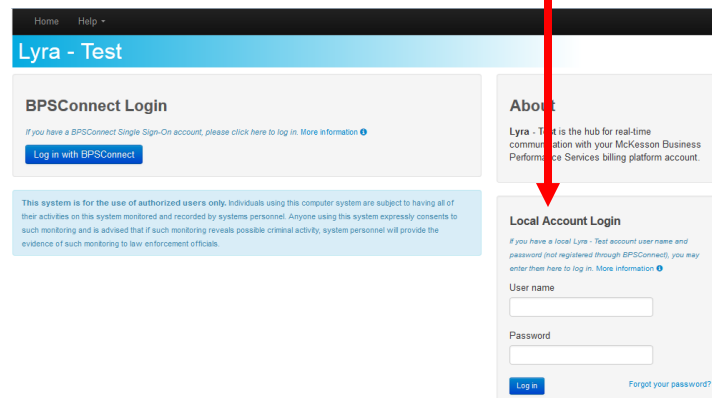 Home Help
Lyra - Test
BPSConnect Login
If you have a BPSConnect Single Sign-On account, please click here to log in. More information
Log in with BPSConnect
This system is for the use of authorized users only. Individuals using this computer system are subject to having all of
their activities on this system monitored and recorded by systems personnel. Anyone using this system expressly consents to
such monitoring and is advised that if such monitoring reveals possible criminal activity, system personnel will provide the
evidence of such monitoring to law enforcement officials.
About
Lyra - Test is the hub for real-time
communication with your McKesson Business
Performance Services billing platform account.
Local Account Login
If you have a local Lyra - Test account user name and
password (not registered through BPSConnect), you may
enter them here to log in. More information
User name
Password
Log in Forgot your password?